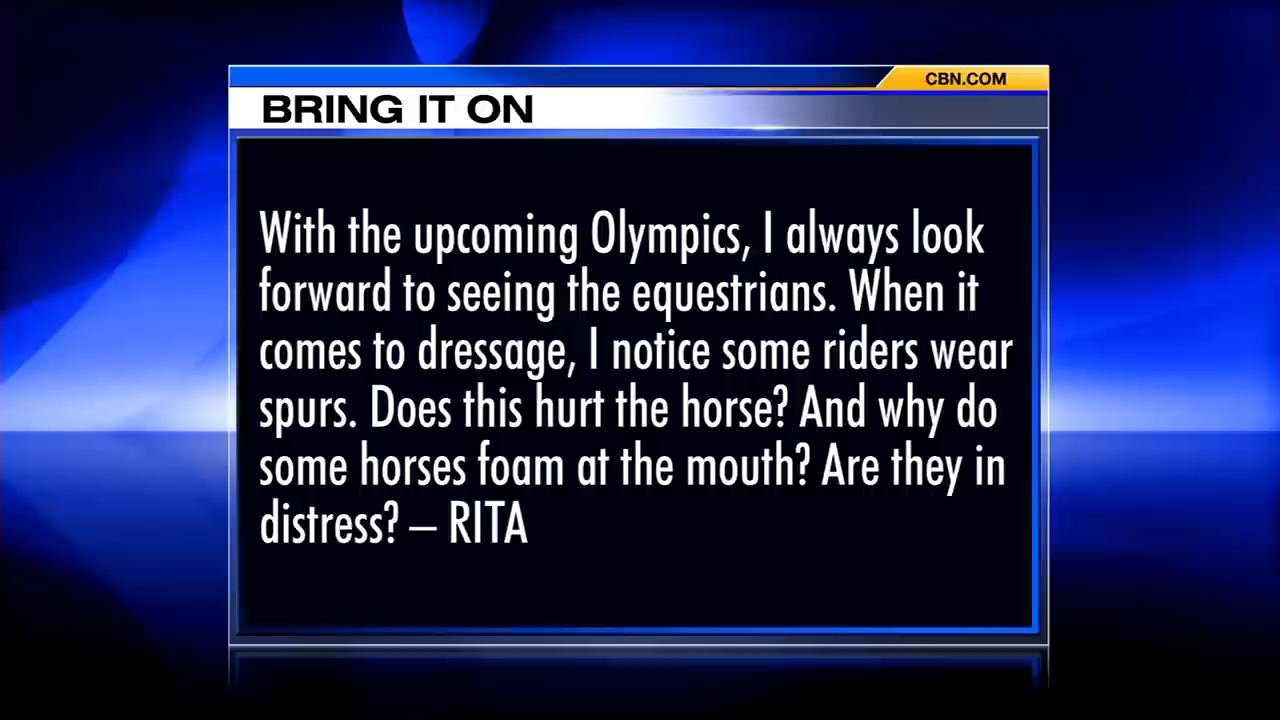 CBN.COM
BRING IT ON
With the upcoming Olympics, I always look
forward to seeing the equestrians. When it
comes to dressage, I notice some riders wear
spurs. Does this hurt the horse? And why do
some horses foam at the mouth? Are they in
distress? – RITA